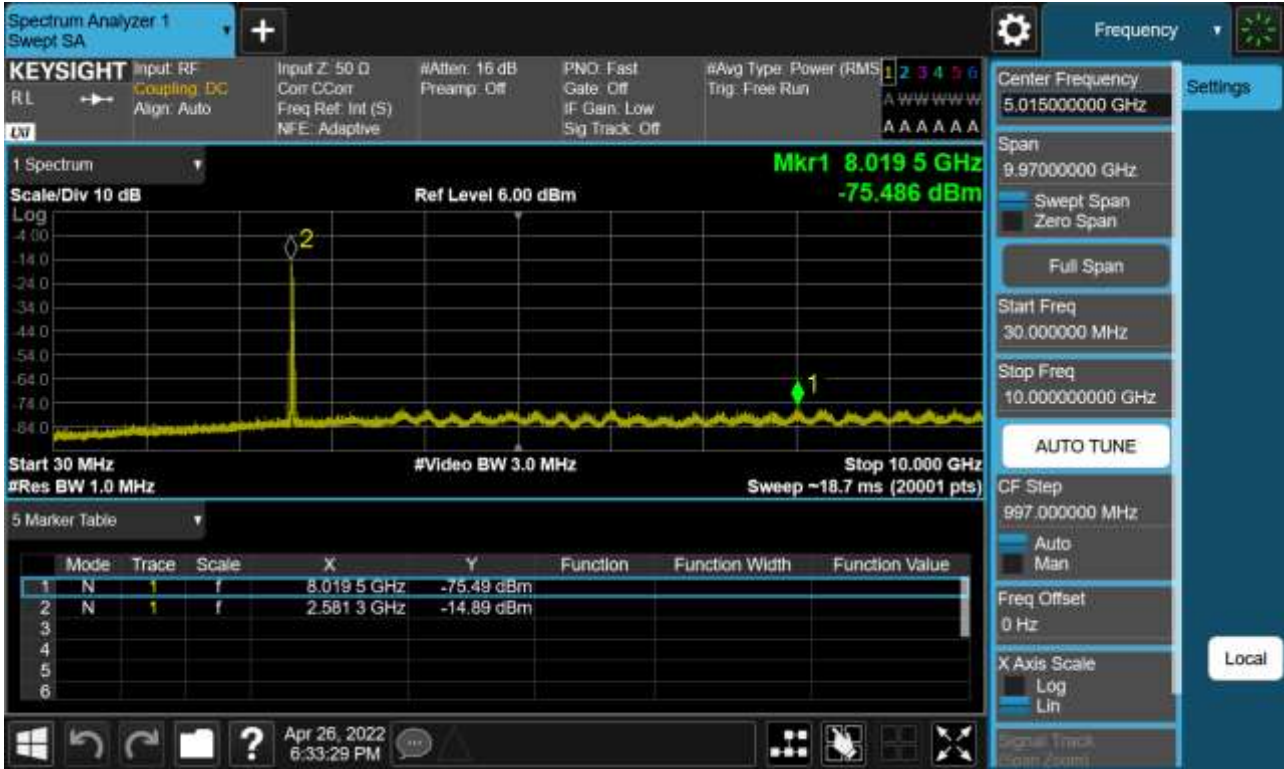 Spectrum Analyzer 1
Swept SA
Frequency
KEYSIGHT
RL
Input: RF
Coupling: DC
Align: Auto
Input Z: 50 Ω
Corr CCorr
Freq Ref: Int (S)
NFE: Adaptive
#Atten: 16 dB
Preamp: Off
PNO: Fast
Gate: Off
IF Gain: Low
Sig Track: Off
#Avg Type: Power (RMS
Trig: Free Run
1 2 3 4 5 6
A W W W W W
A A A A A A
LXI
1 Spectrum
Mkr1 8.019 5 GHz
Scale/Div 10 dB
Ref Level 6.00 dBm
-75.486 dBm
Log
-4.00
-14.0
-24.0
-34.0
-44.0
-54.0
-64.0
-74.0
-84.0
2
1
Start 30 MHz
#Video BW 3.0 MHz
Stop 10.000 GHz
#Res BW 1.0 MHz
Sweep ~18.7 ms (20001 pts)
5 Marker Table
Mode Trace Scale X Y Function Function Width Function Value
1 N 1 f 8.019 5 GHz -75.49 dBm
2 N 1 f 2.581 3 GHz -14.89 dBm
3
4
5
6
Apr 26, 2022
6:33:29 PM
Center Frequency
5.015000000 GHz
Settings
Span
9.97000000 GHz
Swept Span
Zero Span
Full Span
Start Freq
30.000000 MHz
Stop Freq
10.000000000 GHz
AUTO TUNE
CF Step
997.000000 MHz
Auto
Man
Freq Offset
0 Hz
X Axis Scale
Log
Lin
Signal Track
(Span Zoom)
Local